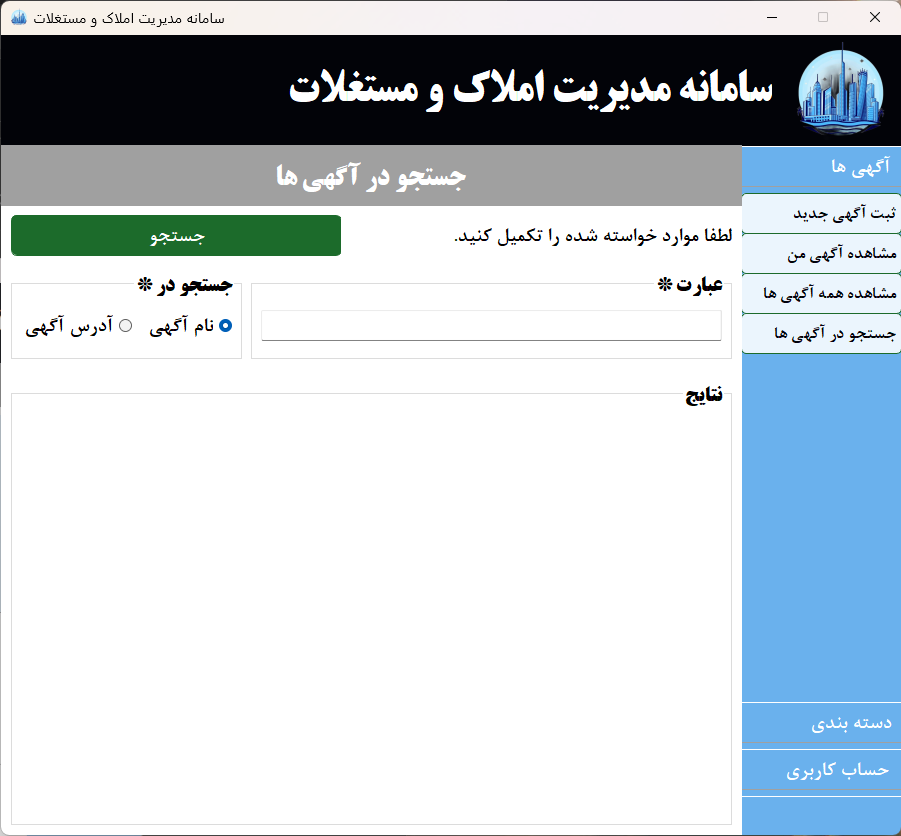 سامانه مدیریت املاک و مستغلات
سامانه مدیریت املاک و مستغلات
آگهی ها
ثبت آگهی جدید
مشاهده آگهی من
مشاهده همه آگهی ها
جستجو در آگهی ها
دسته بندی
حساب کاربری
جستجو در آگهی ها
لطفا موارد خواسته شده را تکمیل کنید.
جستجو
عبارت *
جستجو در *
نام آگهی
آدرس آگهی
نتایج